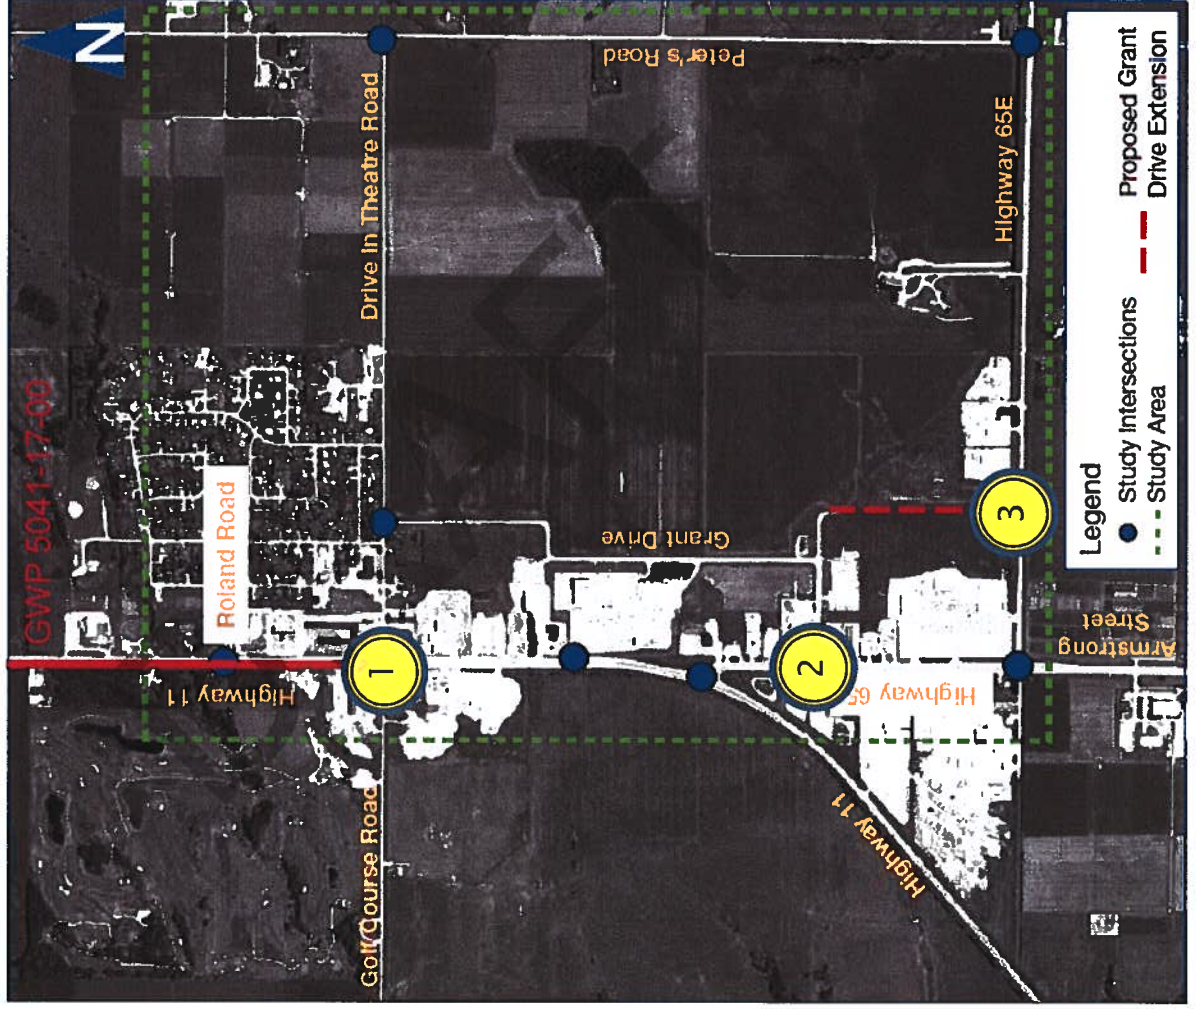 N
GWP 5041-17-00
Roland Road
Highway 11
Golf Course Road
Drive In Theatre Road
Peter's Road
Grant Drive
Highway 65
Highway 11
Highway 65E
Armstrong
Street
1
2
3
Legend
Study Intersections
Study Area
Proposed Grant
Drive Extension